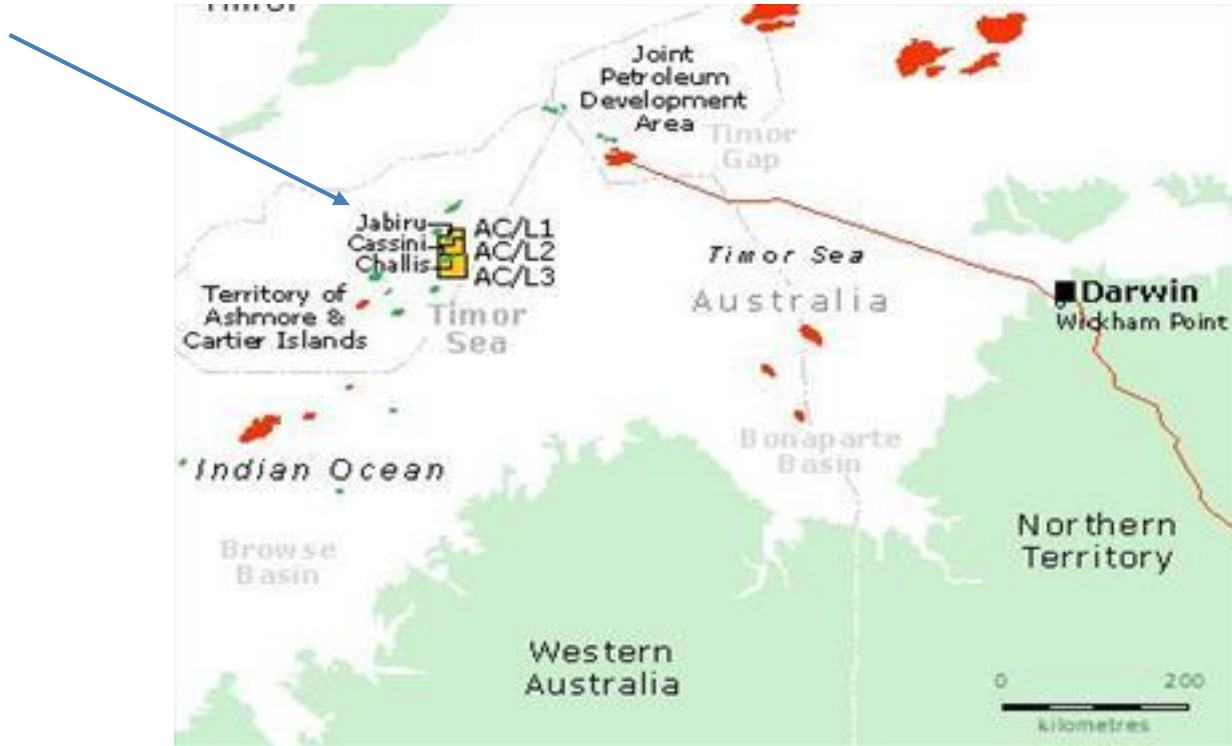 Timor
Joint
Petroleum
Development
Area
Timor
Gap
Jabiru
Cassini
Challis
AC/L1
AC/L2
AC/L3
Territory of
Ashmore &
Cartier Islands
Timor
Sea
Timor Sea
Australia
Darwin
Wickham Point
Indian Ocean
Bonaparte
Basin
Browse
Basin
Northern
Territory
Western
Australia
0 200
kilometres